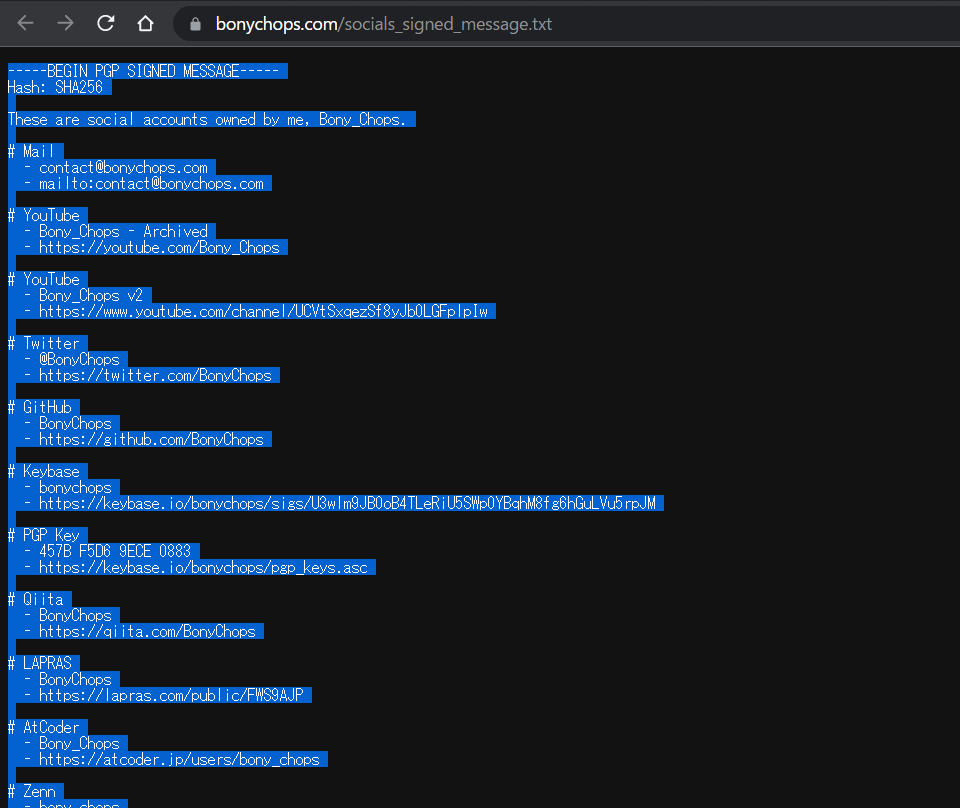 bonychops.com/socials_signed_message.txt
-----BEGIN PGP SIGNED MESSAGE-----
Hash: SHA256
These are social accounts owned by me, Bony_Chops.
# Mail
- contact@bonychops.com
- mailto:contact@bonychops.com
# YouTube
- Bony_Chops - Archived
- https://youtube.com/Bony_Chops
# YouTube
- Bony_Chops v2
- https://www.youtube.com/channel/UCVtSxqezSf8yJbOLGFpIpIw
# Twitter
- @BonyChops
- https://twitter.com/BonyChops
# GitHub
- BonyChops
- https://github.com/BonyChops
# Keybase
- bonychops
- https://keybase.io/bonychops/sigs/U3wlm9JB0oB4TLeRiU5SWp0YBqhM8fg6hGuLVu5rpJM
# PGP Key
- 457B F5D6 9ECE 0883
- https://keybase.io/bonychops/pgp_keys.asc
# Qiita
- BonyChops
- https://qiita.com/BonyChops
# LAPRAS
- BonyChops
- https://lapras.com/public/FWS9AJP
# AtCoder
- Bony_Chops
- https://atcoder.jp/users/bony_chops
# Zenn
- bony_chops